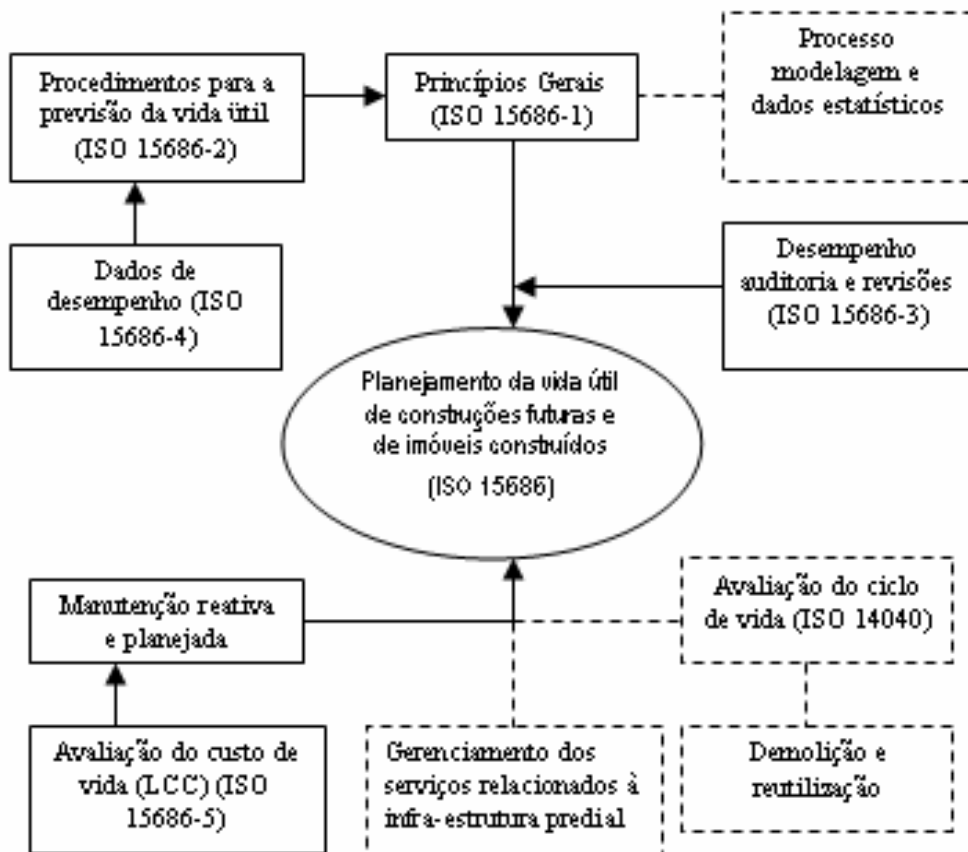 Processo
modelagem e
dados estatísticos
Procedimentos para a
previsão da vida ütil
(ISO 15686-2)
Princípios Gerais
(ISO 15686-1)
Dados de
desempenho (ISO
15686-4)
Desempenho
auditoria e revisões
(ISO 15686-3)
Planejamento da vida útil
de construções futuras e
de imóveis construídos
(ISO 15686)
Manutenção reativa
e planejada
Avaliação do ciclo
de vida (ISO 14040)
Avaliação do custo de
vida (LCC) (ISO
15686-5)
Gerenciamento dos
serviços relacionados à
infra-estrutura predial
Demolição e
reutilização